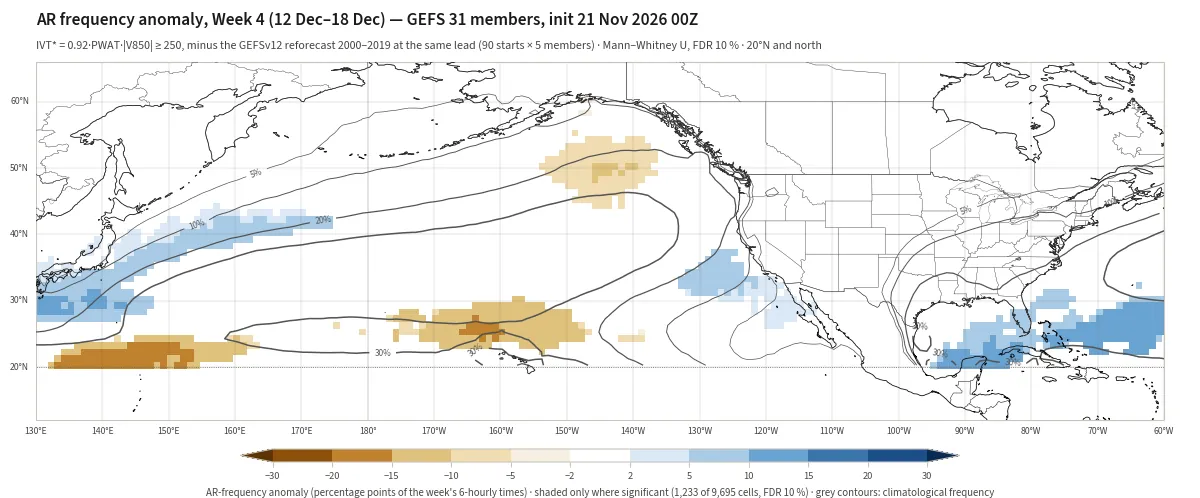 AR frequency anomaly, Week 4 (12 Dec–18 Dec) — GEFS 31 members, init 21 Nov 2026 00Z
IVT* = 0.92·PWAT·|V850| ≥ 250, minus the GEFSv12 reforecast 2000–2019 at the same lead (90 starts × 5 members) · Mann–Whitney U, FDR 10 % · 20°N and north
60°N
50°N
5%
10%
20%
5%
40°N
30°N
30%
30%
20°N
130°E 140°E 150°E 160°E 170°E 180° 170°W 160°W 150°W 140°W 130°W 120°W 110°W 100°W 90°W 80°W 70°W 60°W
−30 −20 −15 −10 −5 −2 2 5 10 15 20 30
AR-frequency anomaly (percentage points of the week's 6-hourly times) · shaded only where significant (1,233 of 9,695 cells, FDR 10 %) · grey contours: climatological frequency